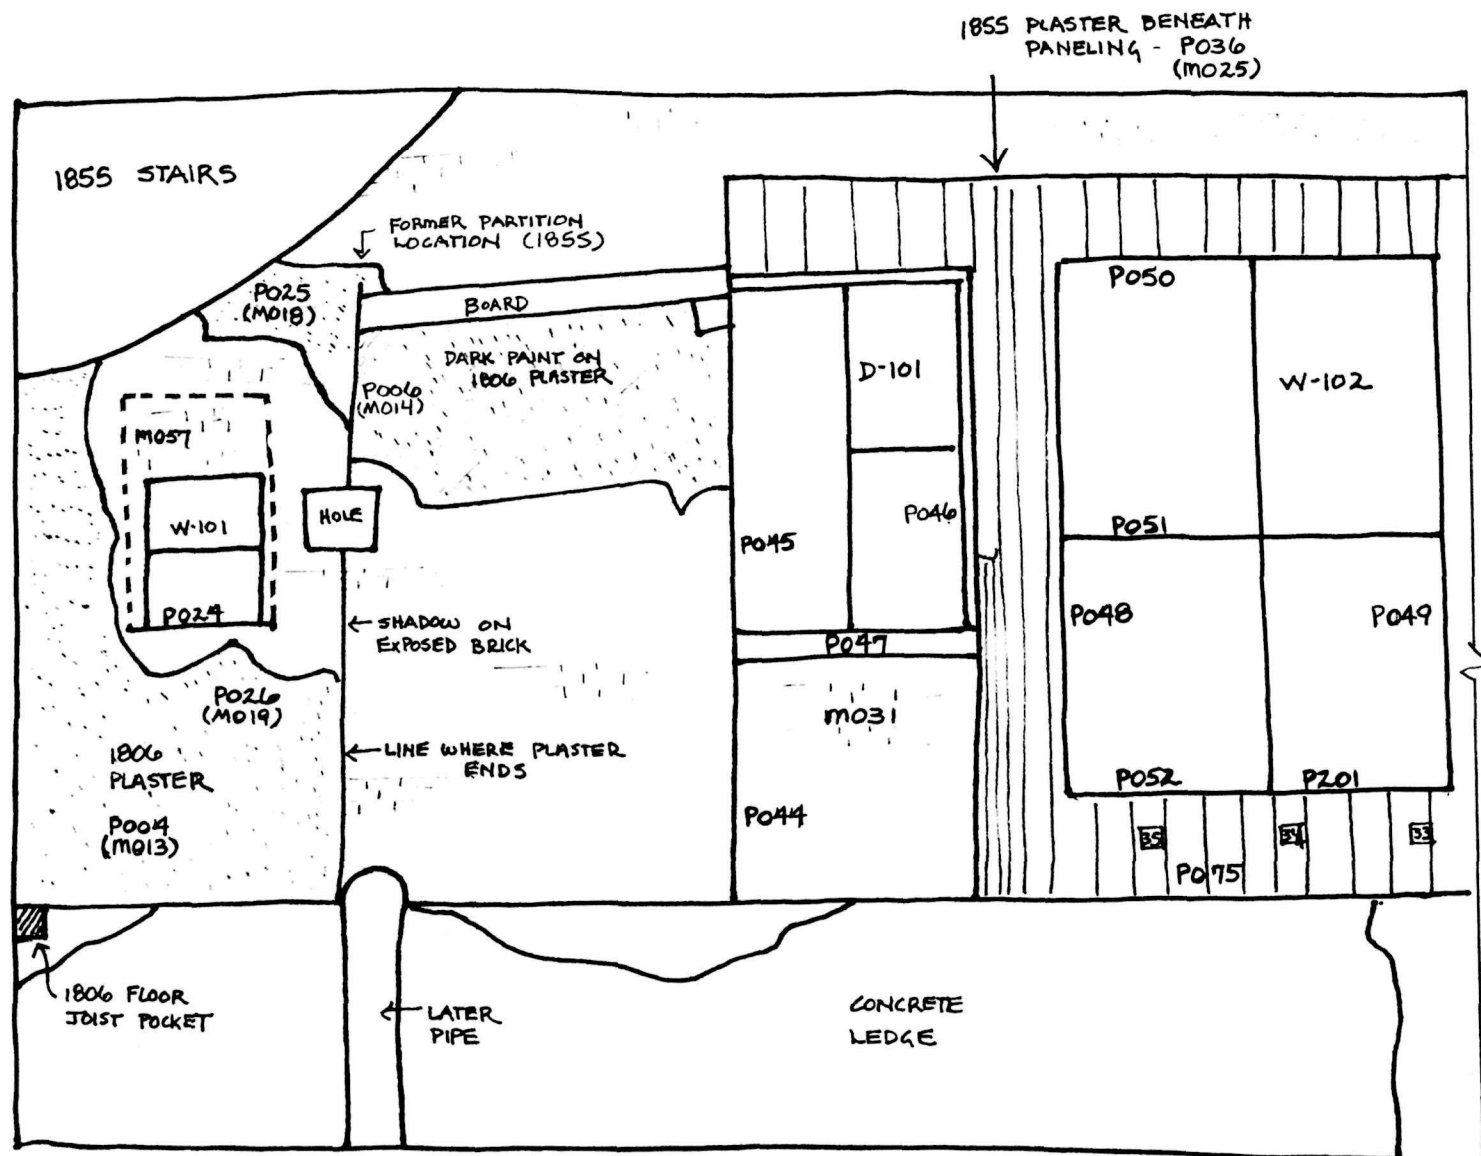 1855 PLASTER BENEATH
PANELING - P036
(M025)
1855 STAIRS
FORMER PARTITION
LOCATION (1855)
P025
(M018)
BOARD
DARK PAINT ON
1806 PLASTER
P006
(M014)
M057
W-101
P024
HOLE
D-101
P045
P046
P047
P050
W-102
P051
P048
P049
SHADOW ON
EXPOSED BRICK
P026
(M019)
LINE WHERE PLASTER
ENDS
M031
P044
1806
PLASTER
P004
(M013)
P052
P201
35
34
33
P075
1806 FLOOR
JOIST POCKET
LATER
PIPE
CONCRETE
LEDGE